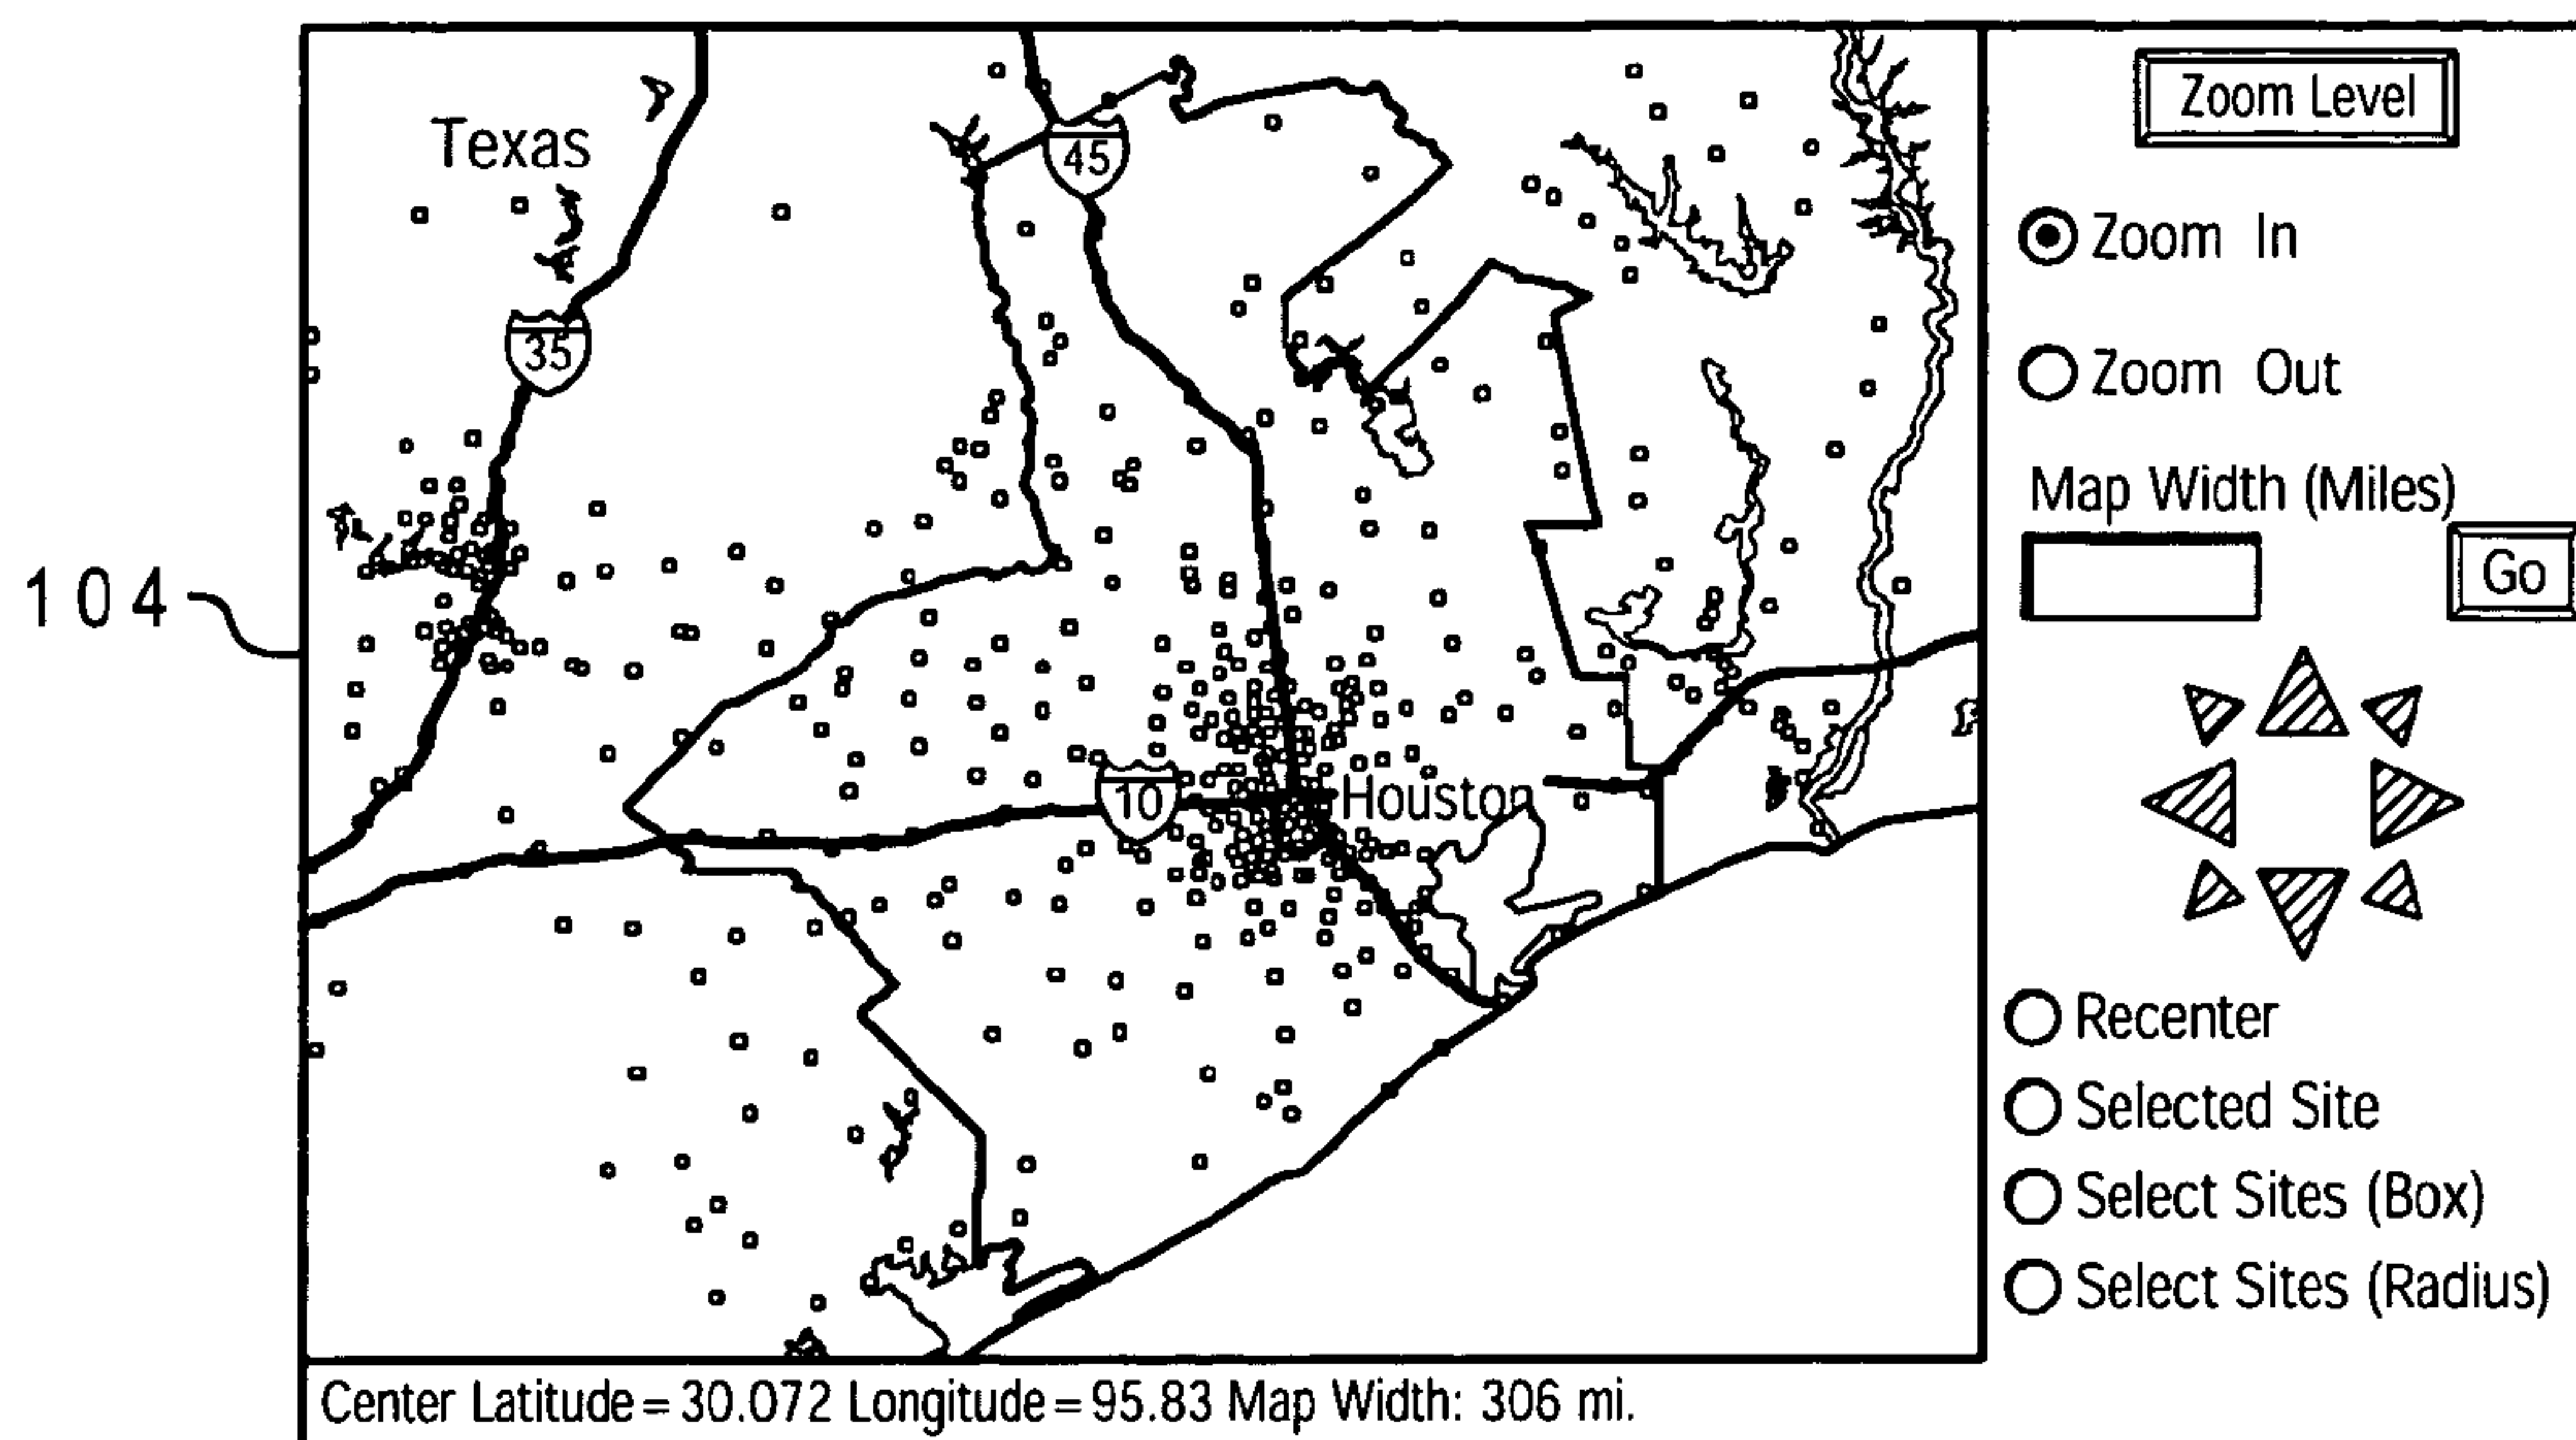 Texas
45
35
104
10
Houston
Center Latitude = 30.072 Longitude = 95.83 Map Width: 306 mi.
Zoom Level
Zoom In
Zoom Out
Map Width (Miles)
Go
Recenter
Selected Site
Select Sites (Box)
Select Sites (Radius)